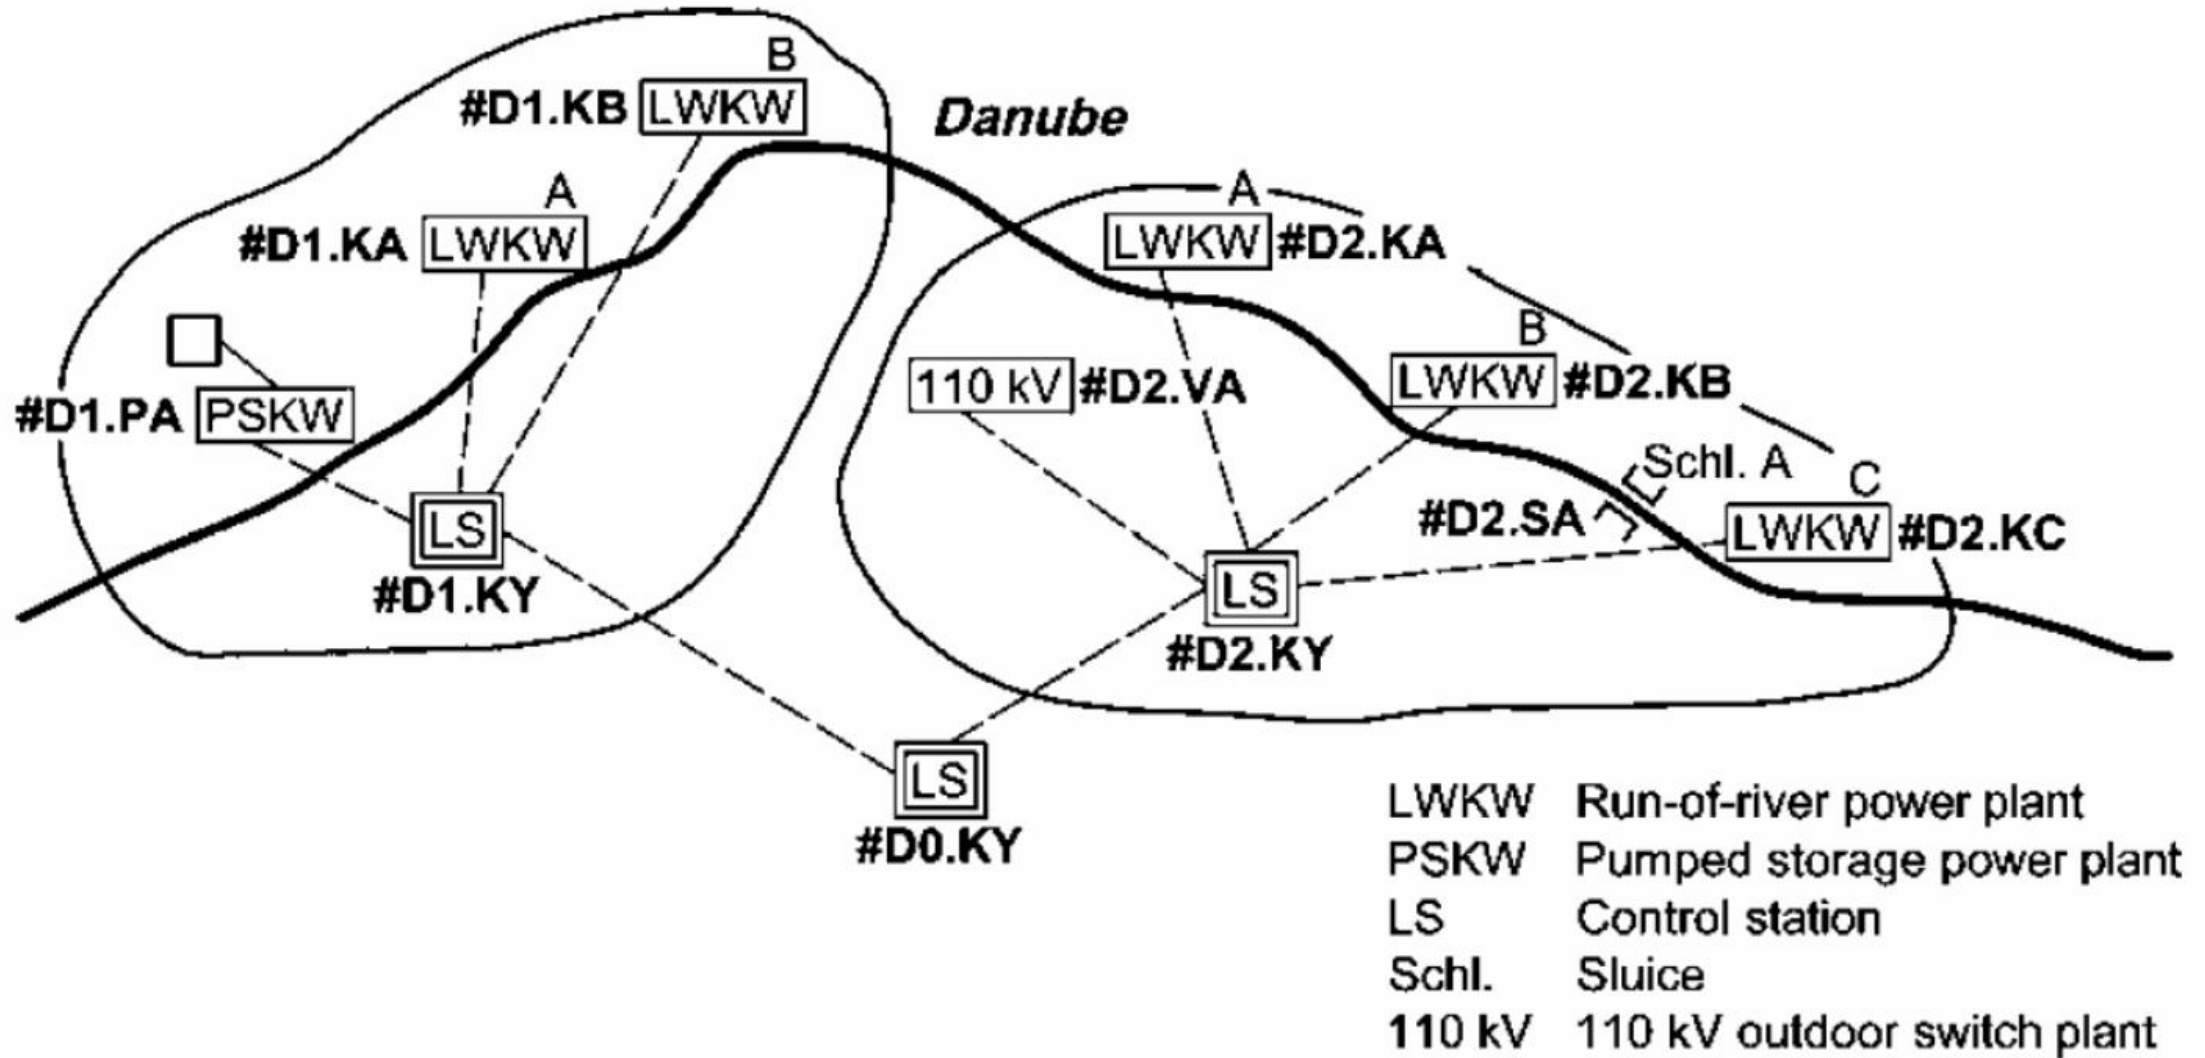 B
#D1.KB LWKW
Danube
A
#D1.KA LWKW
A
LWKW #D2.KA
#D1.PA PSKW
110 kV #D2.VA
B
LWKW #D2.KB
Schl. A
C
#D2.SA
LWKW #D2.KC
LS
#D1.KY
LS
#D2.KY
LS
#D0.KY
LWKW Run-of-river power plant
PSKW Pumped storage power plant
LS Control station
Schl. Sluice
110 kV 110 kV outdoor switch plant